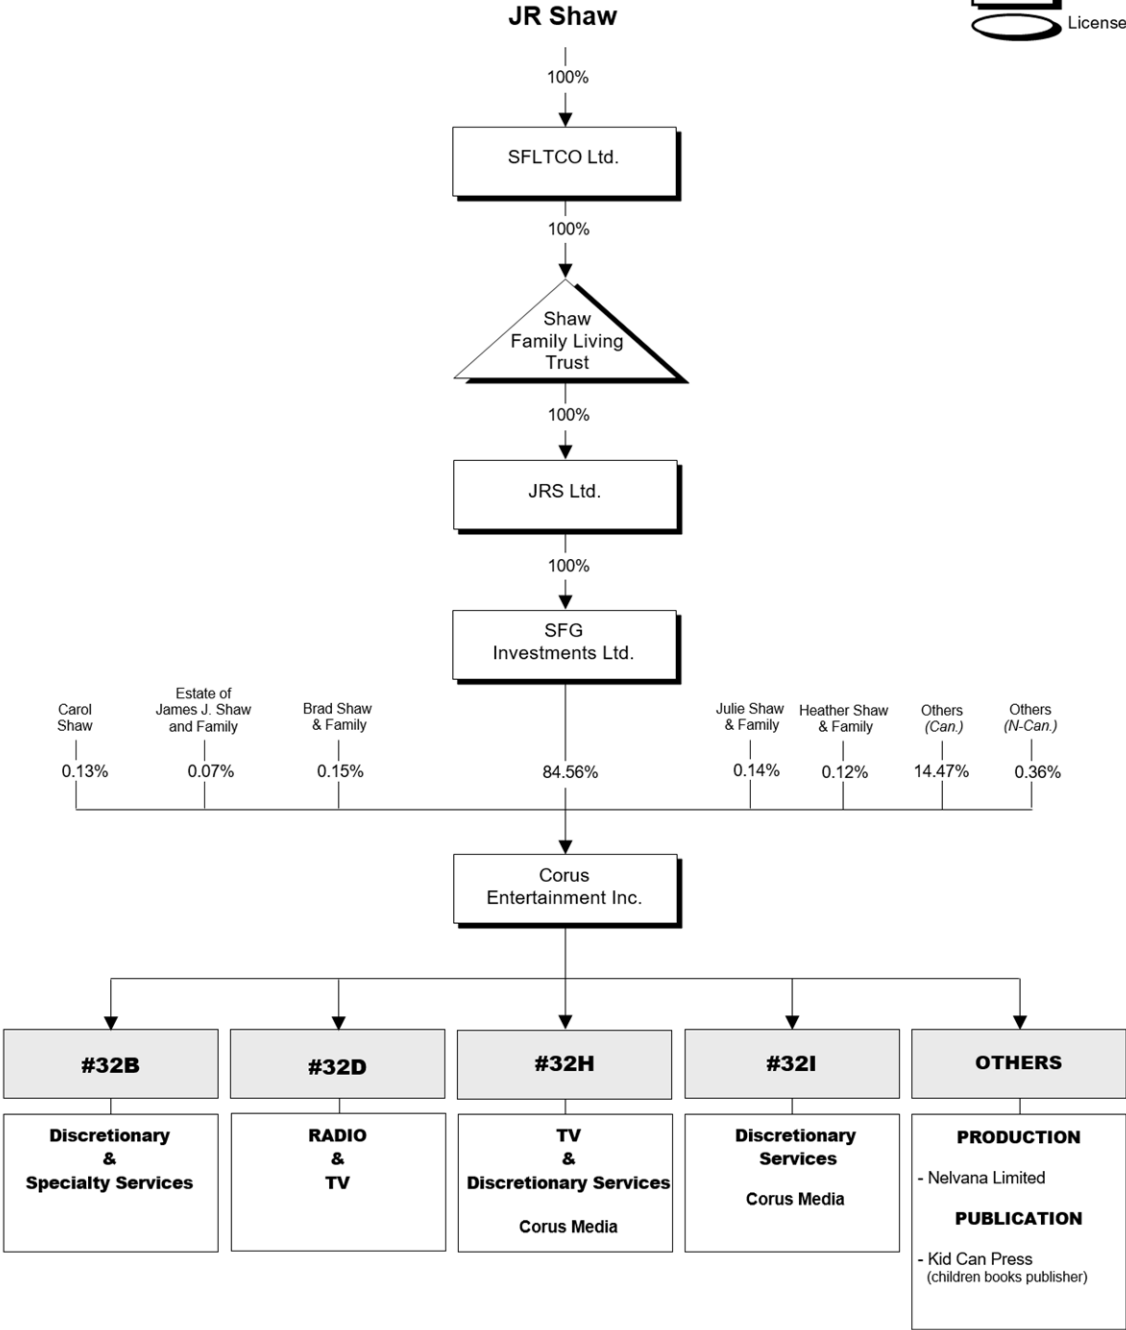 JR Shaw
License
100%
SFLTCO Ltd.
100%
Shaw
Family Living
Trust
100%
JRS Ltd.
100%
SFG
Investments Ltd.
Carol
Shaw
Estate of
James J. Shaw
and Family
Brad Shaw
& Family
Julie Shaw
& Family
Heather Shaw
& Family
Others
(Can.)
Others
(N-Can.)
0.13%
0.07%
0.15%
84.56%
0.14%
0.12%
14.47%
0.36%
Corus
Entertainment Inc.
#32B
#32D
#32H
#32I
OTHERS
Discretionary
&
Specialty Services
RADIO
&
TV
TV
&
Discretionary Services
Corus Media
Discretionary
Services
Corus Media
PRODUCTION
- Nelvana Limited
PUBLICATION
- Kid Can Press
(children books publisher)